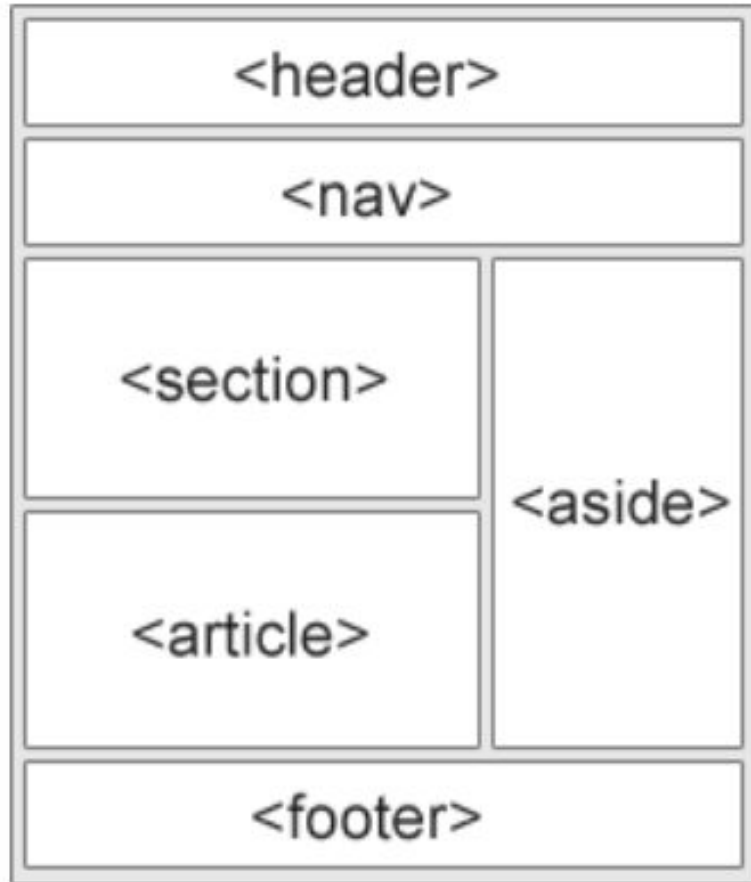 <header>
<nav>
<section>
<aside>
<article>
<footer>